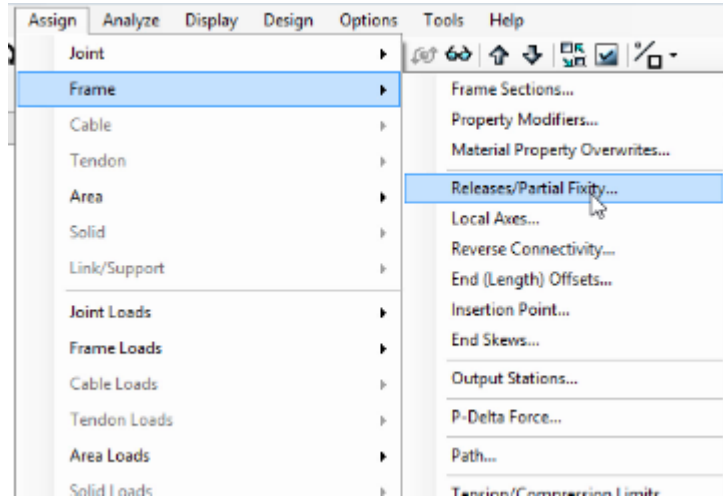 Assign Analyze Display Design Options Tools Help
Joint
Frame
Cable
Tendon
Area
Solid
Link/Support
Joint Loads
Frame Loads
Cable Loads
Tendon Loads
Area Loads
Solid Loads
Frame Sections...
Property Modifiers...
Material Property Overwrites...
Releases/Partial Fixity...
Local Axes...
Reverse Connectivity...
End (Length) Offsets...
Insertion Point...
End Skews...
Output Stations...
P-Delta Force...
Path...
Tension/Compression Limits